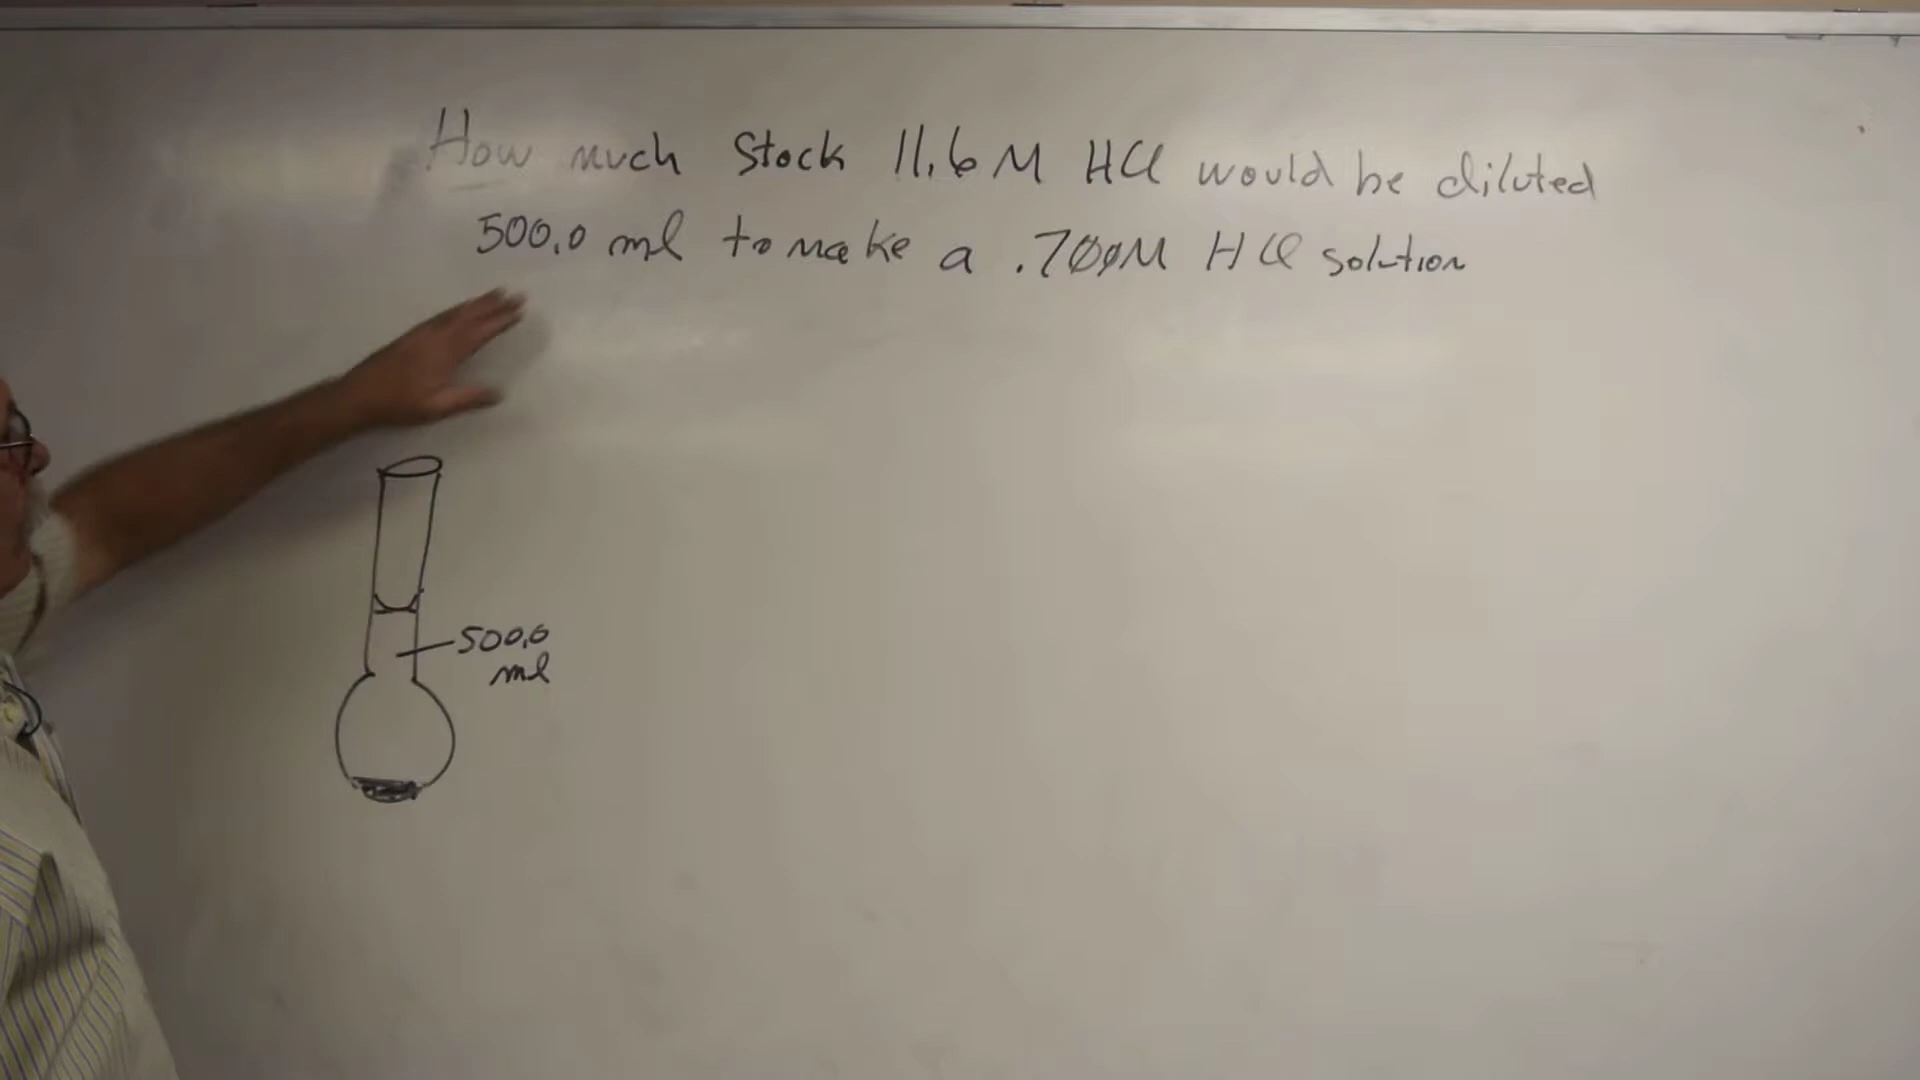 How much Stock 11.6 M HCl would be diluted
500.0 ml to make a .700M HCl solution
500.0
ml